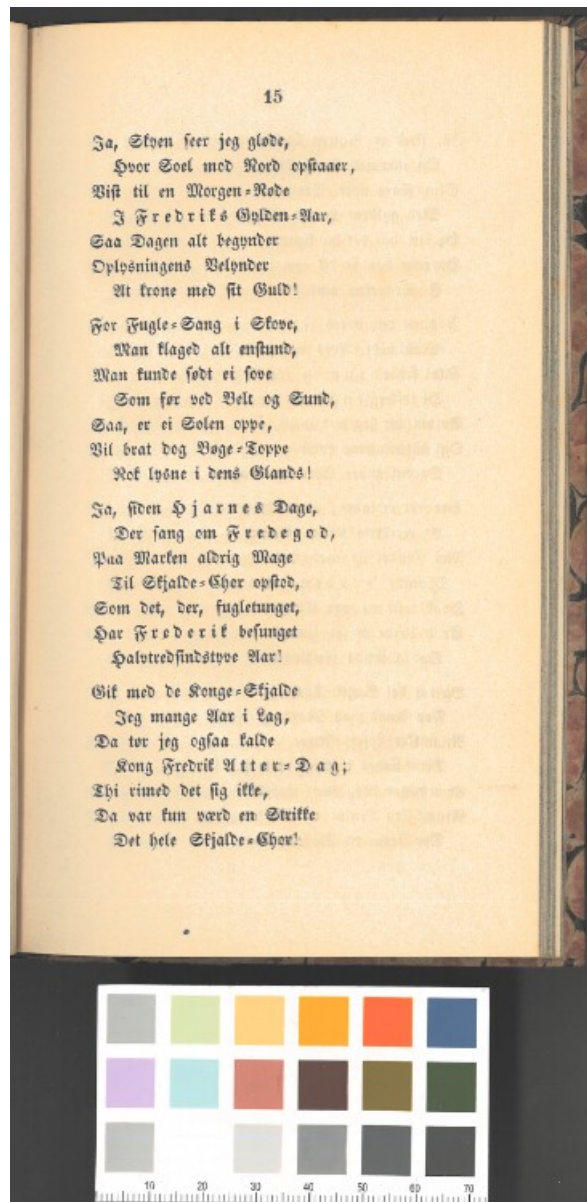 15
Ja, Skyen seer jeg gløde,
Hvor Soel mod Nord opstaaer,
Vist til en Morgen=Røde
I Fredriks Gylden=Aar,
Saa Dagen alt begynder
Oplysningens Velynder
At krone med sit Guld!
For Fugle=Sang i Skove,
Man klaged alt enstund,
Man kunde sødt ei sove
Som før ved Belt og Sund,
Saa, er ei Solen oppe,
Vil brat dog Bøge=Toppe
Nok lysne i dens Glands!
Ja, siden Hjarnes Dage,
Der sang om Fredegod,
Paa Marken aldrig Mage
Til Skjalde=Chor opstod,
Som det, der, fugletunget,
Har Frederik besunget
Halvtredsindstyve Aar!
Gik med de Konge=Skjalde
Jeg mange Aar i Lag,
Da tør jeg ogsaa kalde
Kong Fredrik Atter=Dag;
Thi rimed det sig ikke,
Da var kun værd en Strikke
Det hele Skjalde=Chor!
10 20 30 40 50 60 70